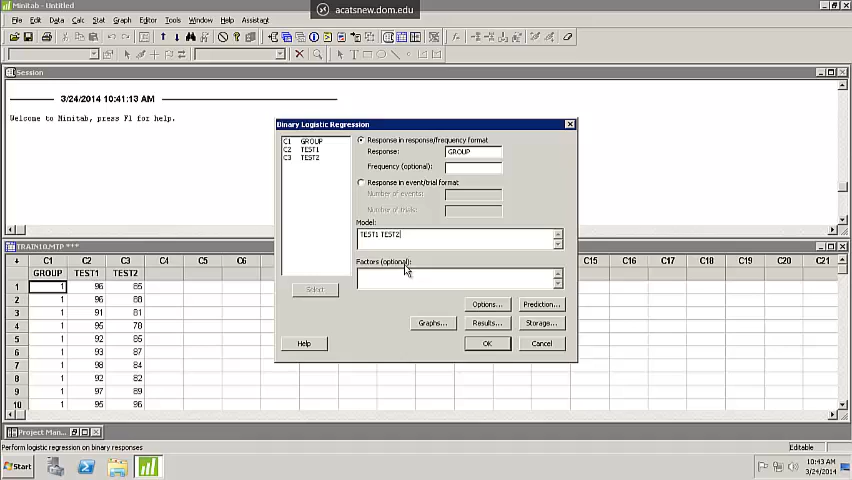 Minitab - Untitled
acatsnew.dom.edu
File Edit Data Calc Stat Graph Editor Tools Window Help Assistant
Session
3/24/2014 10:41:13 AM
Welcome to Minitab, press F1 for help.
Binary Logistic Regression
C1 GROUP
C2 TEST1
C3 TEST2
Response in response/frequency format
Response: GROUP
Frequency (optional):
Response in event/trial format
Number of events:
Number of trials:
Model:
TEST1 TEST2
Factors (optional):
Select
Options... Prediction...
Graphs... Results... Storage...
Help OK Cancel
TRAIN10.MTP ***
C1 C2 C3 C4 C5 C6 C7 C8 C15 C16 C17 C18 C19 C20 C21
GROUP TEST1 TEST2
1 1 96 85
2 1 96 88
3 1 91 81
4 1 95 78
5 1 92 85
6 1 93 87
7 1 98 84
8 1 92 82
9 1 97 89
10 1 95 96
Project Man...
Perform logistic regression on binary responses
Editable
Start
10:43 AM
3/24/2014